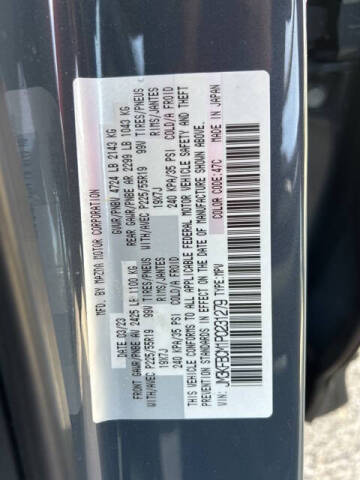 MFG. BY MAZDA MOTOR CORPORATION
DATE: 03/23 GVWR/PNBV 4724 LB 2143 KG
FRONT GAWR/PNBE AV 2425 LB 1100 KG REAR GAWR/PNBE AR 2299 LB 1043 KG
WITH/AVEC P225/55R19 99V TIRES/PNEUS WITH/AVEC P225/55R19 99V TIRES/PNEUS
19X7J RIMS/JANTES 19X7J RIMS/JANTES
240 KPA/35 PSI COLD/A FROID 240 KPA/35 PSI COLD/A FROID
THIS VEHICLE CONFORMS TO ALL APPLICABLE FEDERAL MOTOR VEHICLE SAFETY AND THEFT
PREVENTION STANDARDS IN EFFECT ON THE DATE OF MANUFACTURE SHOWN ABOVE.
VIN: JM3KFBCM1P0231279 TYPE:MPV COLOR CODE:47C MADE IN JAPAN